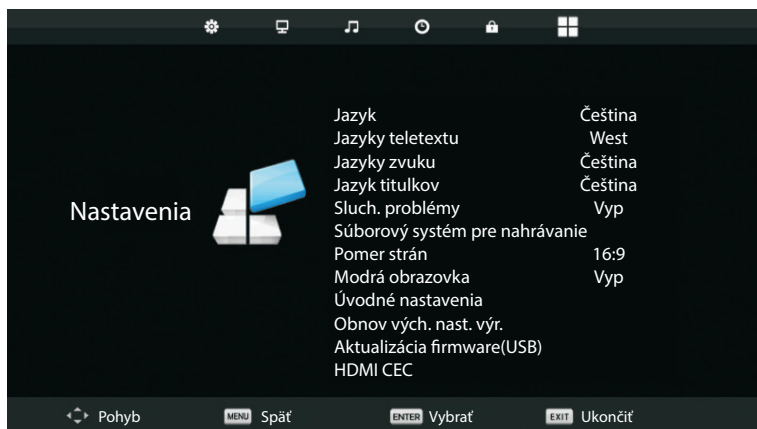 Nastavenia
Jazyk Čeština
Jazyky teletextu West
Jazyky zvuku Čeština
Jazyk titulkov Čeština
Sluch. problémy Vyp
Súborový systém pre nahrávanie
Pomer strán 16:9
Modrá obrazovka Vyp
Úvodné nastavenia
Obnov vých. nast. výr.
Aktualizácia firmware(USB)
HDMI CEC
Pohyb MENU Späť ENTER Vybrať EXIT Ukončiť